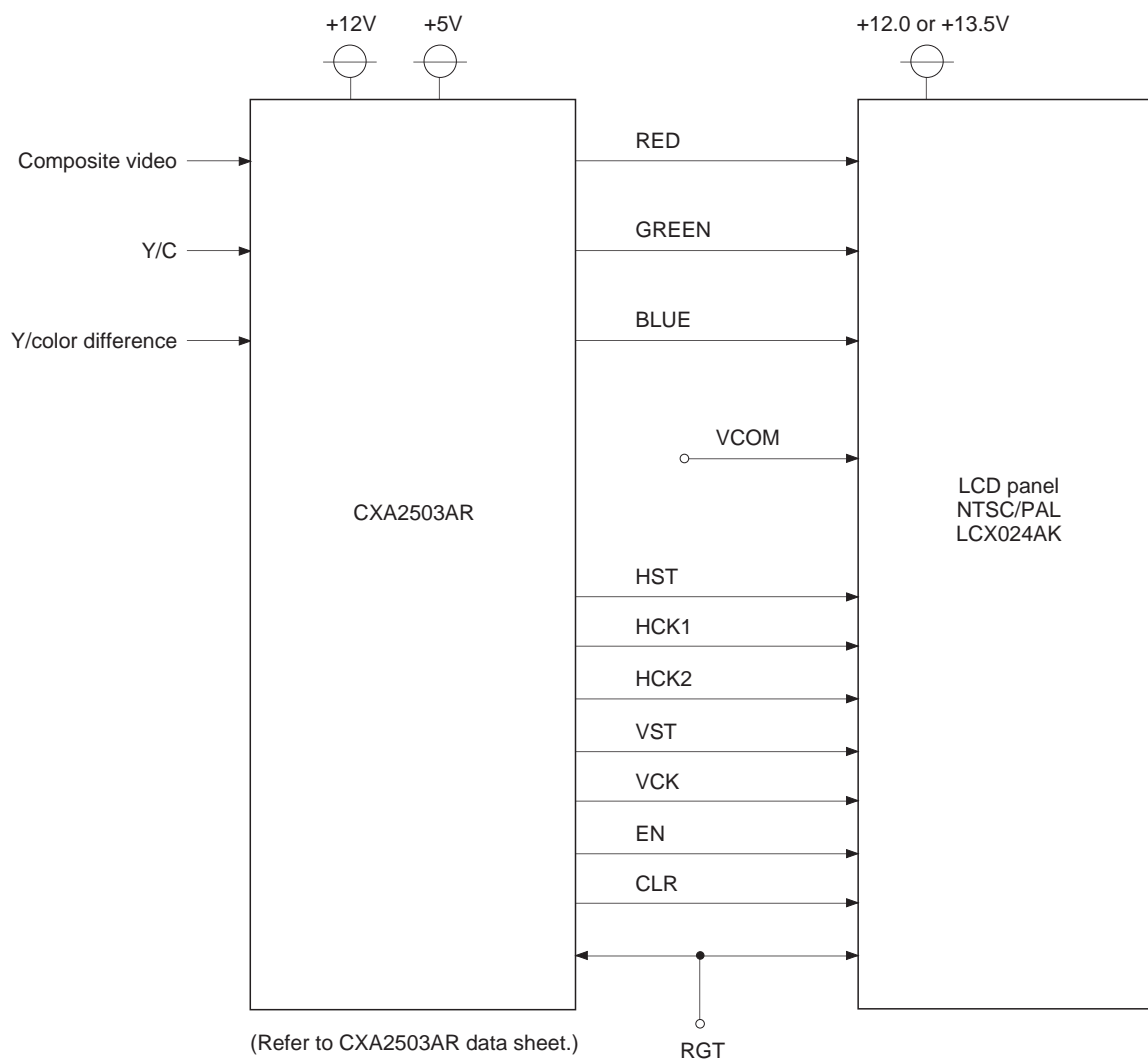 +12V
+5V
+12.0 or +13.5V
Composite video
RED
Y/C
GREEN
Y/color difference
BLUE
VCOM
CXA2503AR
LCD panel
NTSC/PAL
LCX024AK
HST
HCK1
HCK2
VST
VCK
EN
CLR
(Refer to CXA2503AR data sheet.)
RGT